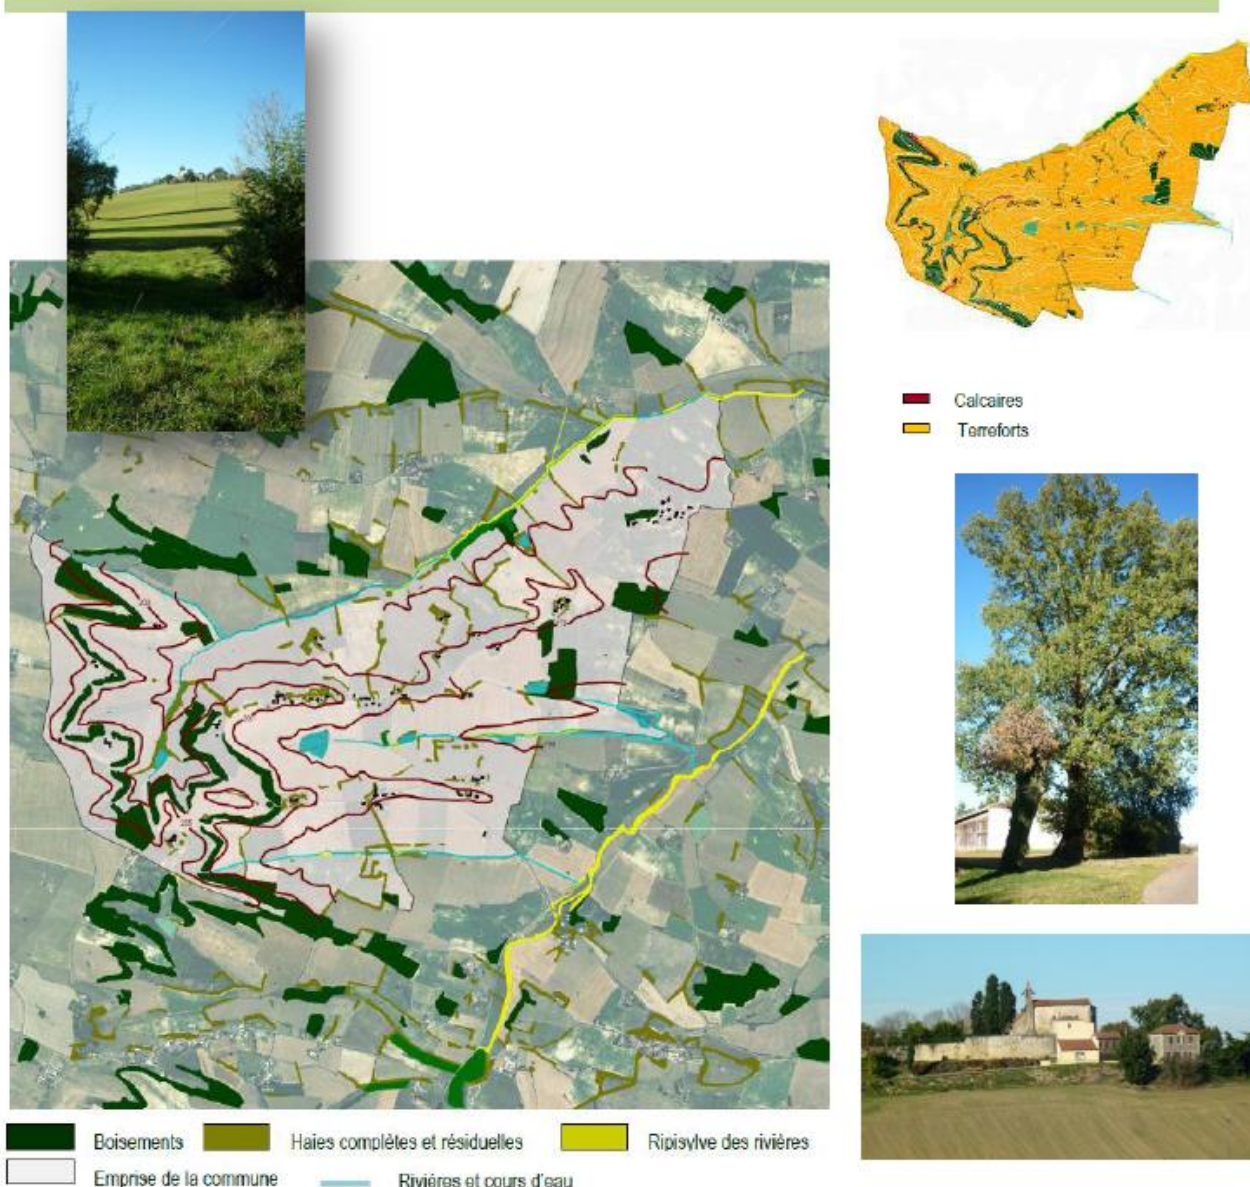 Calcaires
Terreforts
Boisements
Haies complètes et résiduelles
Ripisylve des rivières
Emprise de la commune
Rivières et cours d'eau